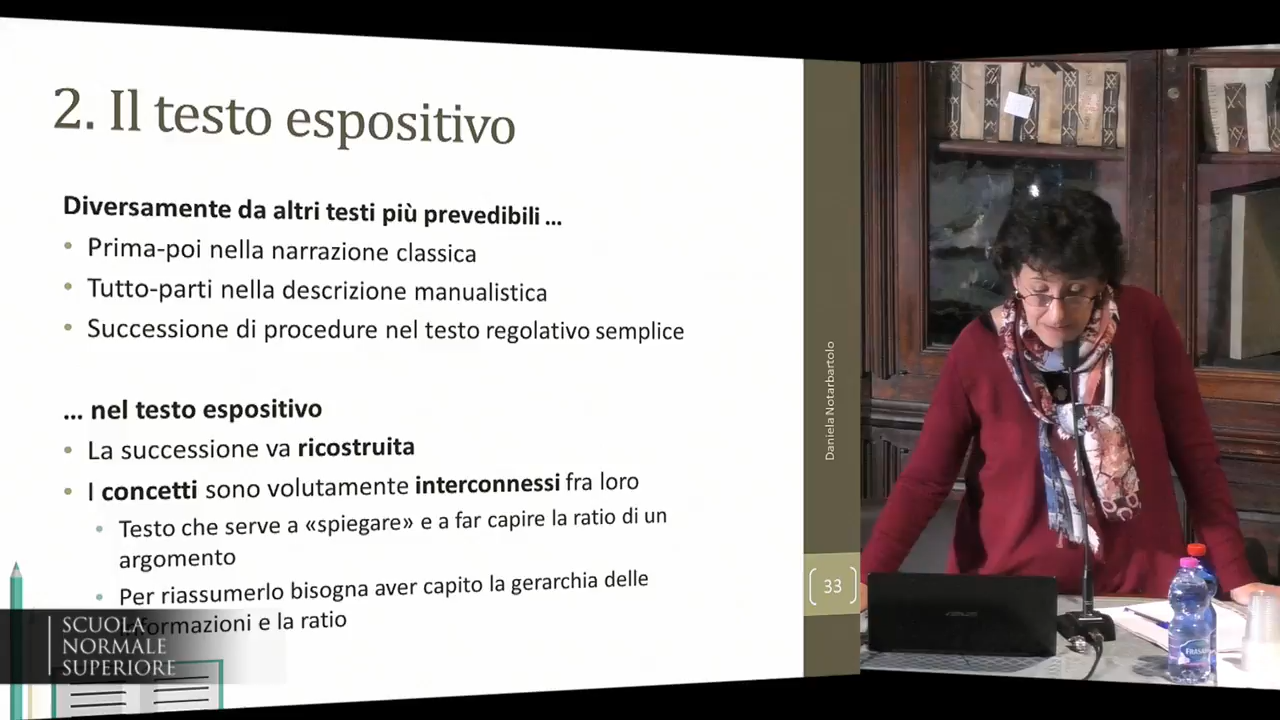 2. Il testo espositivo
Diversamente da altri testi più prevedibili ...
• Prima-poi nella narrazione classica
• Tutto-parti nella descrizione manualistica
• Successione di procedure nel testo regolativo semplice
... nel testo espositivo
• La successione va ricostruita
• I concetti sono volutamente interconnessi fra loro
• Testo che serve a «spiegare» e a far capire la ratio di un
argomento
• Per riassumerlo bisogna aver capito la gerarchia delle
informazioni e la ratio
Daniela Notarbartolo
33
SCUOLA
NORMALE
SUPERIORE
ASUS